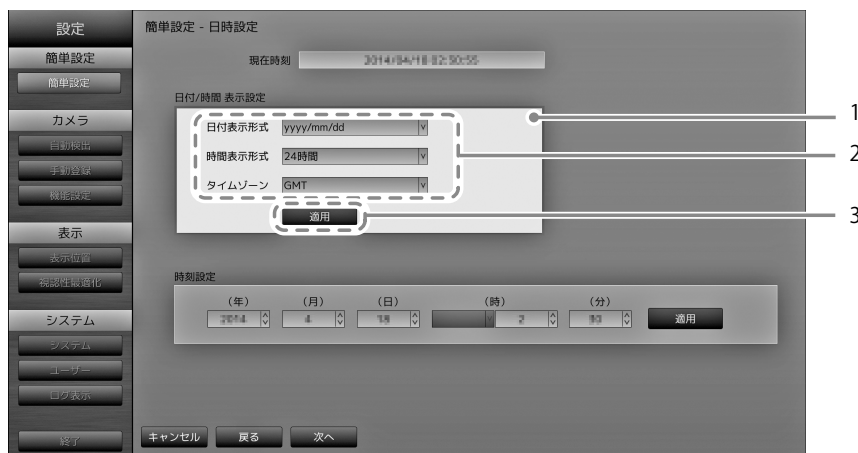 設定
簡単設定
簡単設定
カメラ
自動検出
手動登録
機能設定
表示
表示位置
視認性最適化
システム
システム
ユーザー
ログ表示
終了
簡単設定 - 日時設定
現在時刻 2014/04/18 02:50:55
日付/時間 表示設定
日付表示形式 yyyy/mm/dd
時間表示形式 24時間
タイムゾーン GMT
適用
1
2
3
時刻設定
(年) (月) (日) (時) (分)
2014 4 18 2 適用
キャンセル 戻る 次へ